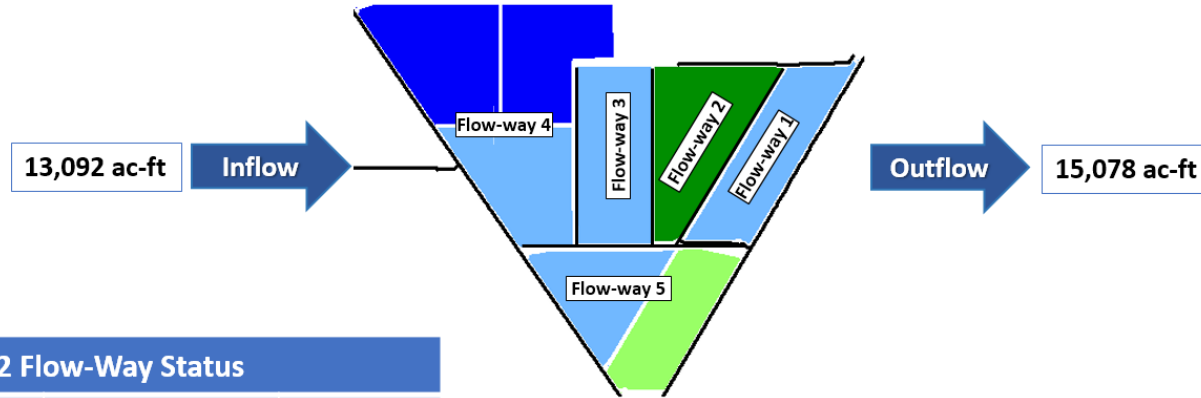 Flow-way 4
Flow-way 3
Flow-way 2
Flow-way 1
13,092 ac-ft
Inflow
Outflow
15,078 ac-ft
Flow-way 5
2 Flow-Way Status